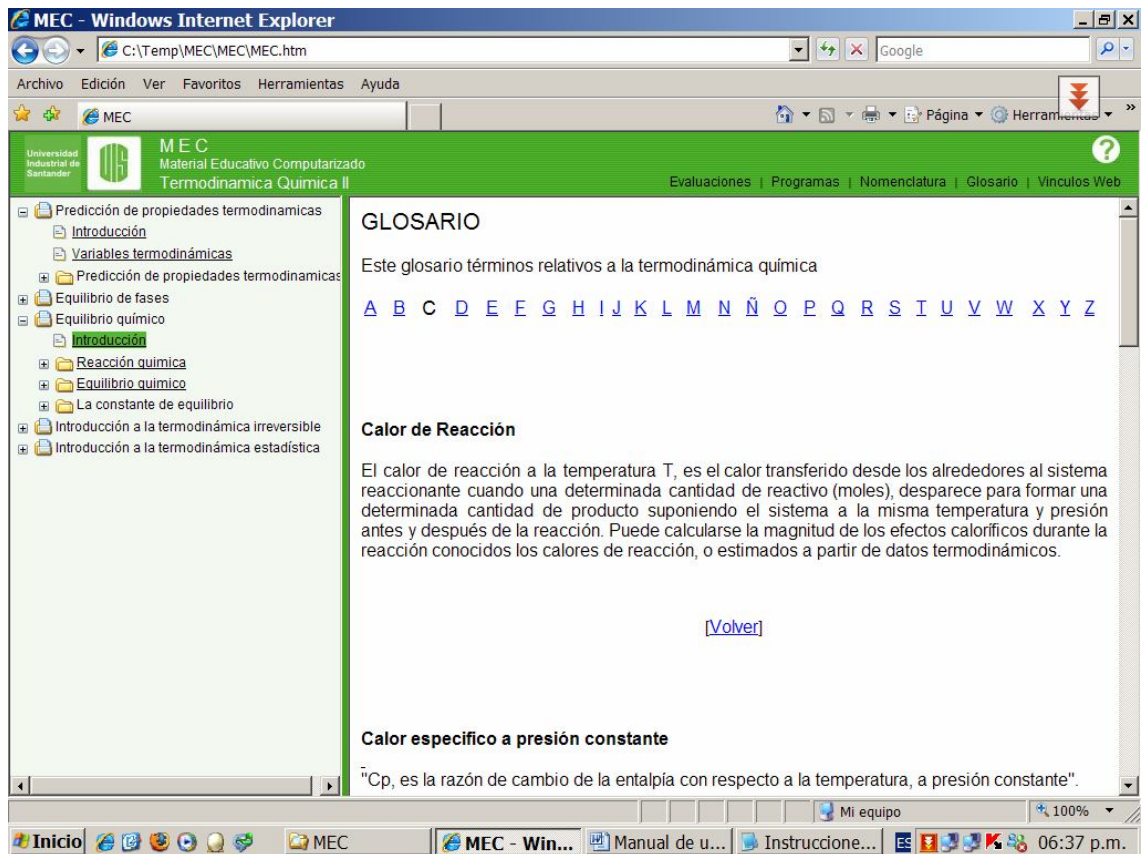 MEC - Windows Internet Explorer
C:\Temp\MEC\MEC\MEC.htm
Google
Archivo Edición Ver Favoritos Herramientas Ayuda
MEC
Página Herramientas »
Universidad
Industrial de
Santander
M E C
Material Educativo Computarizado
Termodinamica Quimica II
?
Evaluaciones | Programas | Nomenclatura | Glosario | Vinculos Web
Predicción de propiedades termodinamicas
Introducción
Variables termodinámicas
Predicción de propiedades termodinamicas
Equilibrio de fases
Equilibrio químico
Introducción
Reacción quimica
Equilibrio quimico
La constante de equilibrio
Introducción a la termodinámica irreversible
Introducción a la termodinámica estadística
GLOSARIO
Este glosario términos relativos a la termodinámica química
A B C D E F G H I J K L M N Ñ O P Q R S T U V W X Y Z
Calor de Reacción
El calor de reacción a la temperatura T, es el calor transferido desde los alrededores al sistema
reaccionante cuando una determinada cantidad de reactivo (moles), desparece para formar una
determinada cantidad de producto suponiendo el sistema a la misma temperatura y presión
antes y después de la reacción. Puede calcularse la magnitud de los efectos caloríficos durante la
reacción conocidos los calores de reacción, o estimados a partir de datos termodinámicos.
[Volver]
Calor especifico a presión constante
"Cp, es la razón de cambio de la entalpía con respecto a la temperatura, a presión constante".
Mi equipo
100%
Inicio
MEC
MEC - Win...
Manual de u...
Instruccione...
ES
06:37 p.m.